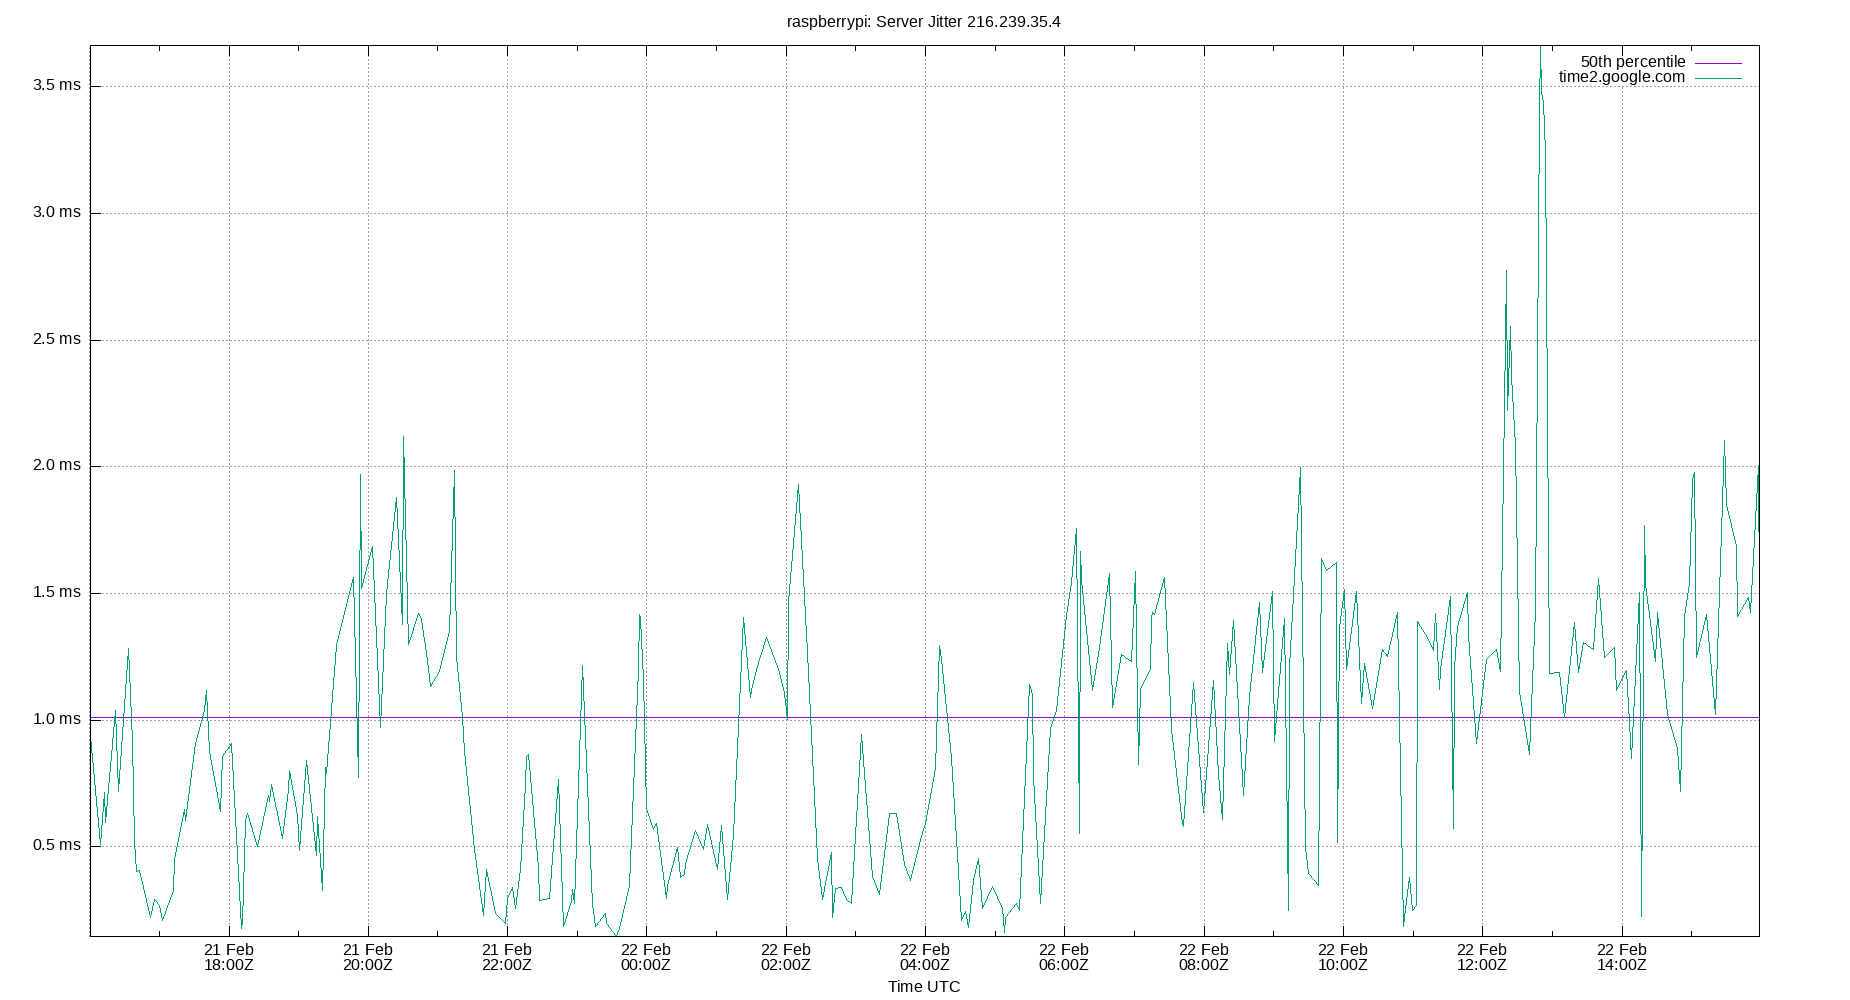 raspberrypi: Server Jitter 216.239.35.4
50th percentile
time2.google.com
3.5 ms
3.0 ms
2.5 ms
2.0 ms
1.5 ms
1.0 ms
0.5 ms
21 Feb 21 Feb 21 Feb 22 Feb 22 Feb 22 Feb 22 Feb 22 Feb 22 Feb 22 Feb 22 Feb
18:00Z 20:00Z 22:00Z 00:00Z 02:00Z 04:00Z 06:00Z 08:00Z 10:00Z 12:00Z 14:00Z
Time UTC